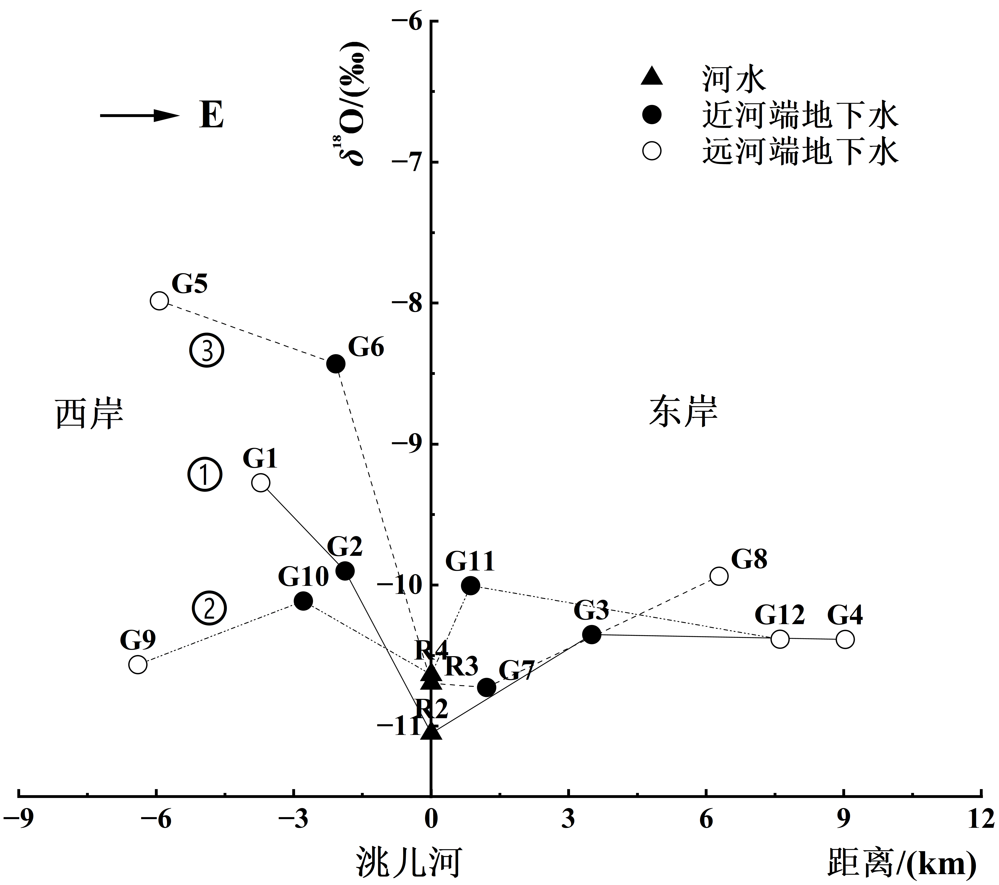 −6
δ¹⁸O/(‰)
河水
近河端地下水
远河端地下水
E
−7
G5
−8
③
G6
西岸
东岸
−9
G1
①
G2
G11
G8
G10
−10
②
G3
G12
G4
G9
R4
R3
G7
R2
−11
−9 −6 −3 0 3 6 9 12
洮儿河
距离/(km)